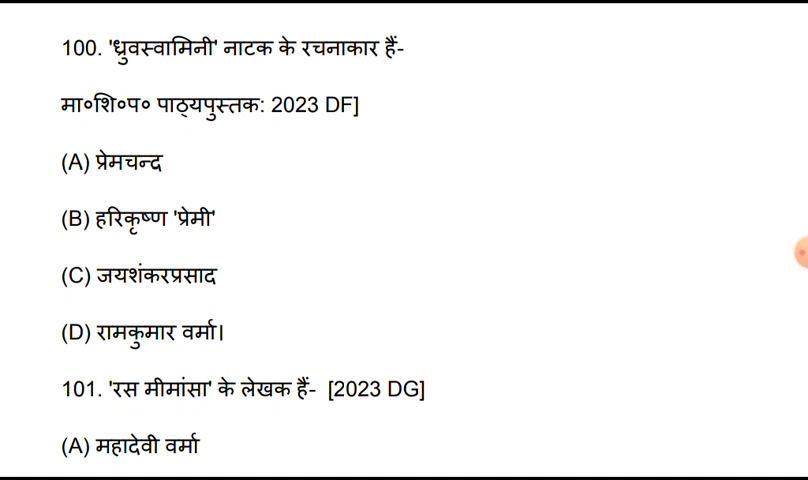 100. 'ध्रुवस्वामिनी' नाटक के रचनाकार हैं-
मा०शि०प० पाठ्यपुस्तक: 2023 DF]
(A) प्रेमचन्द
(B) हरिकृष्ण 'प्रेमी'
(C) जयशंकरप्रसाद
(D) रामकुमार वर्मा।
101. 'रस मीमांसा' के लेखक हैं- [2023 DG]
(A) महादेवी वर्मा